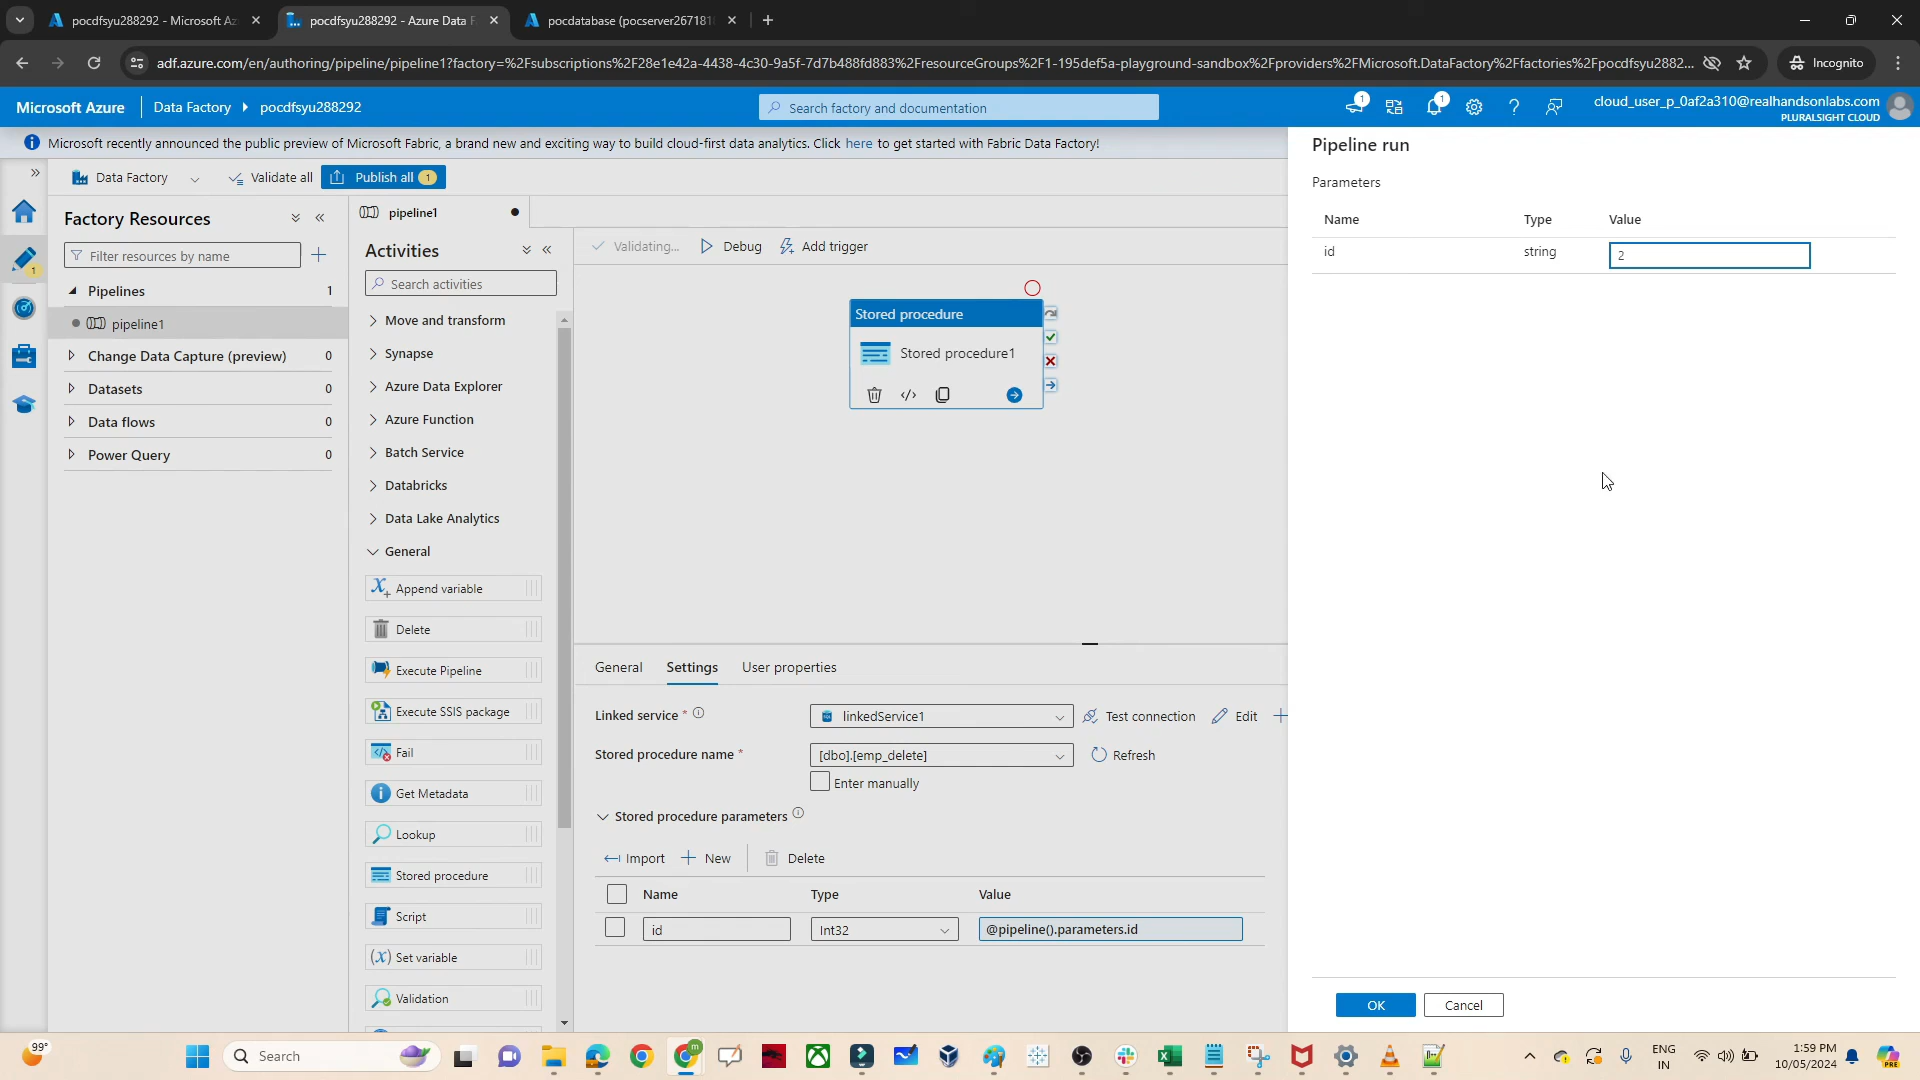 pocdfsyu288292 - Microsoft Az
pocdfsyu288292 - Azure Data F
pocdatabase (pocserver267181
adf.azure.com/en/authoring/pipeline/pipeline1?factory=%2Fsubscriptions%2F28e1e42a-4438-4c30-9a5f-7d7b488fd883%2FresourceGroups%2F1-195def5a-playground-sandbox%2Fproviders%2FMicrosoft.DataFactory%2Ffactories%2Fpocdfsyu2882...
Incognito
Microsoft Azure
Data Factory
pocdfsyu288292
Search factory and documentation
1
1
cloud_user_p_0af2a310@realhandsonlabs.com
PLURALSIGHT CLOUD
Microsoft recently announced the public preview of Microsoft Fabric, a brand new and exciting way to build cloud-first data analytics. Click here to get started with Fabric Data Factory!
Data Factory
Validate all
Publish all 1
1
Factory Resources
Filter resources by name
Pipelines 1
pipeline1
Change Data Capture (preview) 0
Datasets 0
Data flows 0
Power Query 0
pipeline1
Activities
Search activities
Move and transform
Synapse
Azure Data Explorer
Azure Function
Batch Service
Databricks
Data Lake Analytics
General
Append variable
Delete
Execute Pipeline
Execute SSIS package
Fail
Get Metadata
Lookup
Stored procedure
Script
Set variable
Validation
Validating...
Debug
Add trigger
Stored procedure
Stored procedure1
General
Settings
User properties
Linked service *
linkedService1
Test connection
Edit
Stored procedure name *
[dbo].[emp_delete]
Refresh
Enter manually
Stored procedure parameters
Import
New
Delete
Name Type Value
id Int32 @pipeline().parameters.id
Pipeline run
Parameters
Name Type Value
id string 2
OK
Cancel
99°
Search
ENG
IN
1:59 PM
10/05/2024
PRE